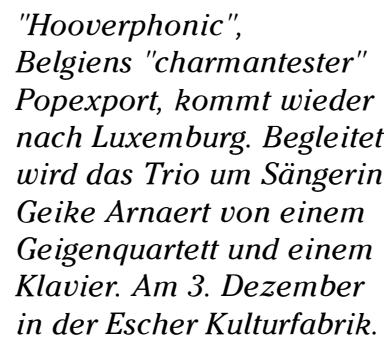 "Hooverphonic",
Belgiens "charmantester"
Popexport, kommt wieder
nach Luxemburg. Begleitet
wird das Trio um Sängerin
Geike Arnaert von einem
Geigenquartett und einem
Klavier. Am 3. Dezember
in der Escher Kulturfabrik.